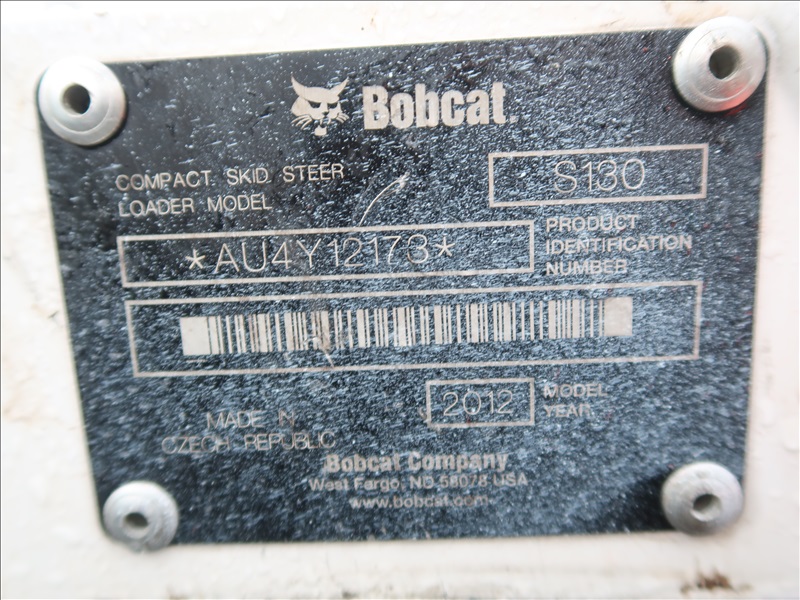 Bobcat.
COMPACT SKID STEER
LOADER MODEL
S130
*AU4Y12173*
PRODUCT
IDENTIFICATION
NUMBER
2012
MODEL
YEAR
MADE IN
CZECH REPUBLIC
Bobcat Company
West Fargo, ND 58078 USA
www.bobcat.com